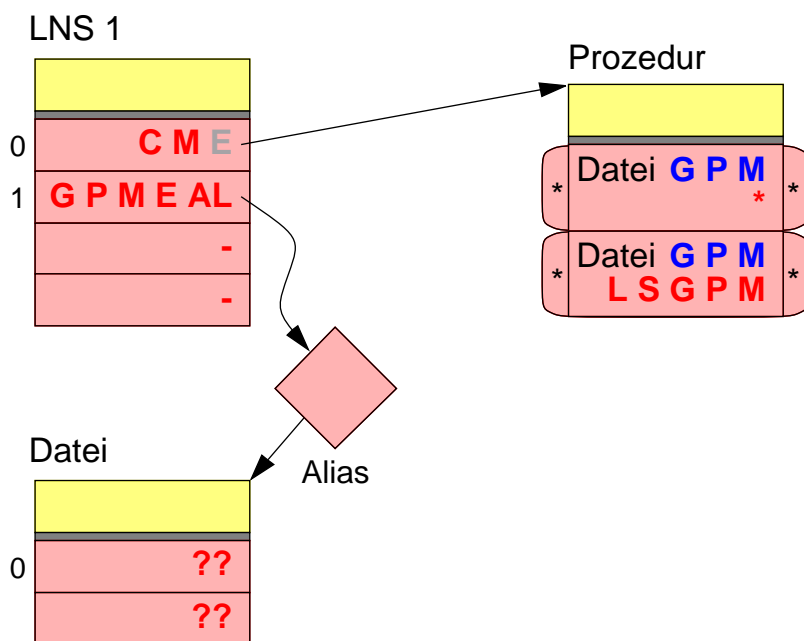 LNS 1
0 C M E
1 G P M E AL
-
-
Prozedur
Datei G P M
* * *
Datei G P M
* L S G P M *
Alias
Datei
0 ??
??